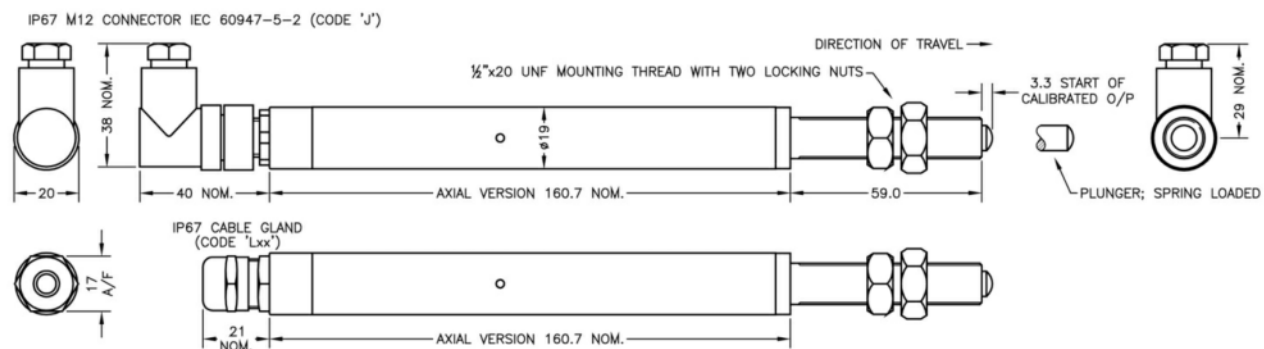 IP67 M12 CONNECTOR IEC 60947-5-2 (CODE 'J')
DIRECTION OF TRAVEL
½"x20 UNF MOUNTING THREAD WITH TWO LOCKING NUTS
3.3 START OF
CALIBRATED O/P
38 NOM.
ø19
29 NOM.
20
40 NOM.
AXIAL VERSION 160.7 NOM.
59.0
PLUNGER; SPRING LOADED
IP67 CABLE GLAND
(CODE 'Lxx')
17
A/F
21
NOM.
AXIAL VERSION 160.7 NOM.